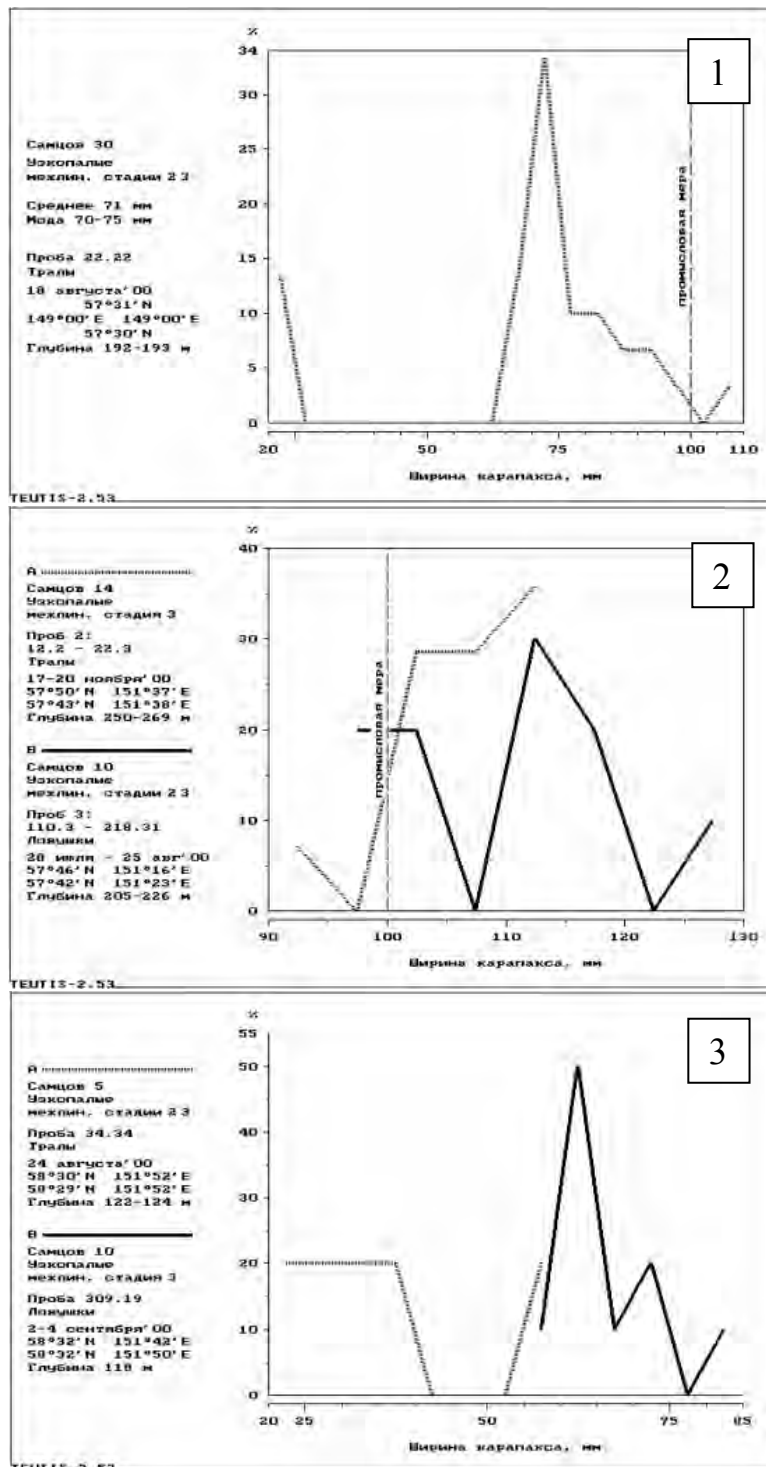 %
34
30
25
20
15
10
5
0
20
50
75
100
110
Ширина карапакса, мм
промысловая мера
1
Самцов 30
Узкопалые
межлин. стадии 2 3
Среднее 71 мм
Мода 70-75 мм
Проба 22.22
Тралы
18 августа'00
57°31'N
149°00'E 149°00'E
57°30'N
Глубина 192-193 м
TEUTIS-2.53
%
40
30
20
10
0
90
100
110
120
130
Ширина карапакса, мм
промысловая мера
2
A
Самцов 14
Узкопалые
межлин. стадия 3
Проб 2:
12.2 - 22.3
Тралы
17-20 ноября'00
57°50'N 151°37'E
57°43'N 151°38'E
Глубина 250-269 м
B
Самцов 10
Узкопалые
межлин. стадии 2 3
Проб 3:
110.3 - 218.31
Ловушки
28 июля - 25 авг'00
57°46'N 151°16'E
57°42'N 151°23'E
Глубина 205-226 м
TEUTIS-2.53
%
55
50
40
30
20
10
0
20
25
50
75
85
Ширина карапакса, мм
3
A
Самцов 5
Узкопалые
межлин. стадии 2 3
Проба 34.34
Тралы
24 августа'00
58°30'N 151°52'E
58°29'N 151°52'E
Глубина 122-124 м
B
Самцов 10
Узкопалые
межлин. стадия 3
Проба 309.19
Ловушки
2-4 сентября'00
58°32'N 151°42'E
58°32'N 151°50'E
Глубина 118 м
TEUTIS-2.53